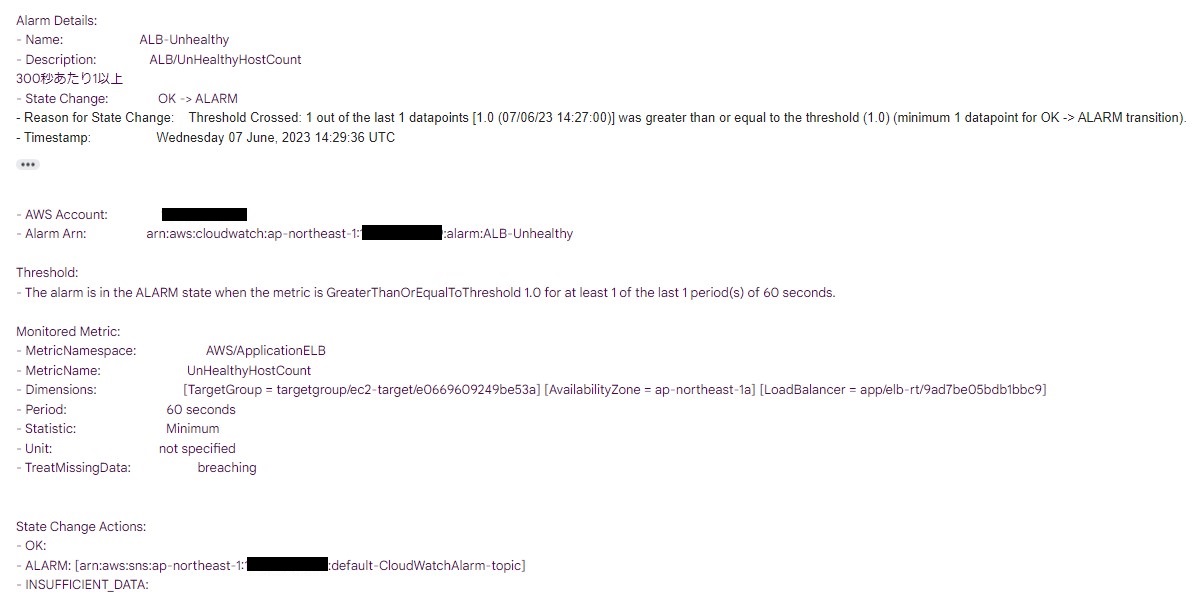 Alarm Details:
- Name: ALB-Unhealthy
- Description: ALB/UnHealthyHostCount
300秒あたり1以上
- State Change: OK -> ALARM
- Reason for State Change: Threshold Crossed: 1 out of the last 1 datapoints [1.0 (07/06/23 14:27:00)] was greater than or equal to the threshold (1.0) (minimum 1 datapoint for OK -> ALARM transition).
- Timestamp: Wednesday 07 June, 2023 14:29:36 UTC
- AWS Account:
- Alarm Arn: arn:aws:cloudwatch:ap-northeast-1: :alarm:ALB-Unhealthy
Threshold:
- The alarm is in the ALARM state when the metric is GreaterThanOrEqualToThreshold 1.0 for at least 1 of the last 1 period(s) of 60 seconds.
Monitored Metric:
- MetricNamespace: AWS/ApplicationELB
- MetricName: UnHealthyHostCount
- Dimensions: [TargetGroup = targetgroup/ec2-target/e0669609249be53a] [AvailabilityZone = ap-northeast-1a] [LoadBalancer = app/elb-rt/9ad7be05bdb1bbc9]
- Period: 60 seconds
- Statistic: Minimum
- Unit: not specified
- TreatMissingData: breaching
State Change Actions:
- OK:
- ALARM: [arn:aws:sns:ap-northeast-1: :default-CloudWatchAlarm-topic]
- INSUFFICIENT_DATA: